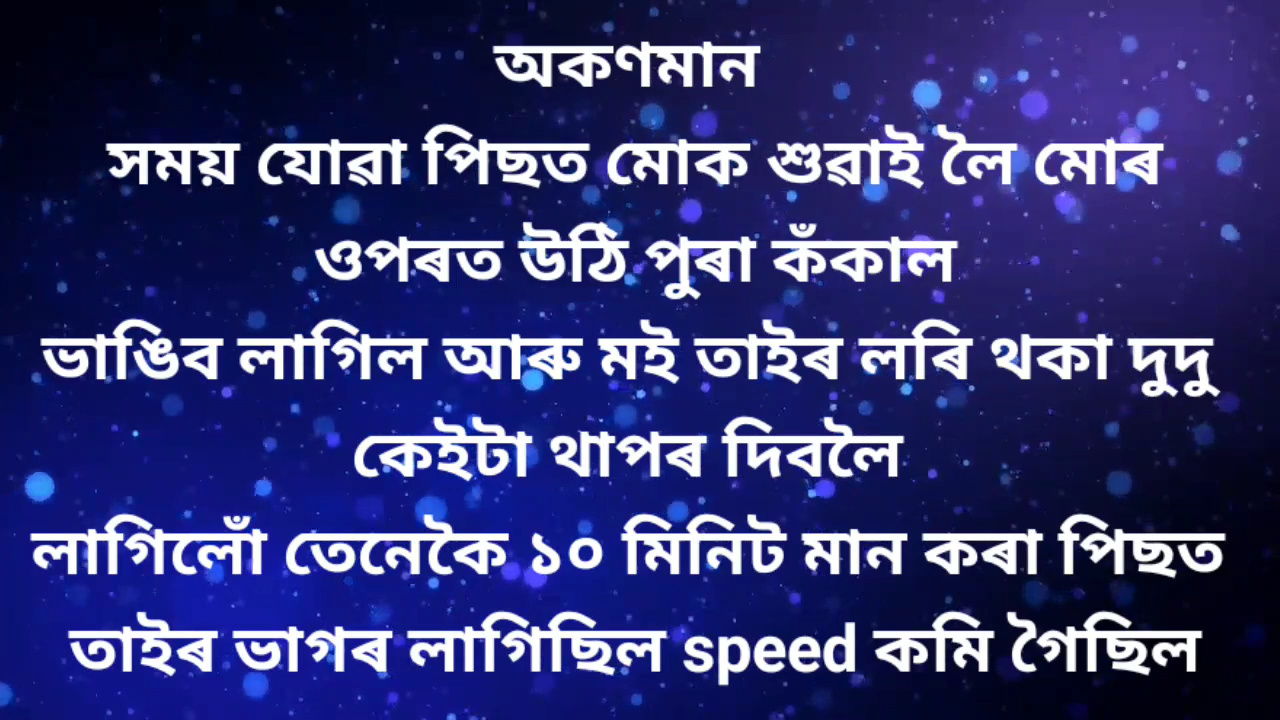 অকণমান
সময় যোৱা পিছত মোক শুৱাই লৈ মোৰ
ওপৰত উঠি পুৰা কঁকাল
ভাঙিব লাগিল আৰু মই তাইৰ লৰি থকা দুদু
কেইটা থাপৰ দিবলৈ
লাগিলোঁ তেনেকৈ ১০ মিনিট মান কৰা পিছত
তাইৰ ভাগৰ লাগিছিল speed কমি গৈছিল